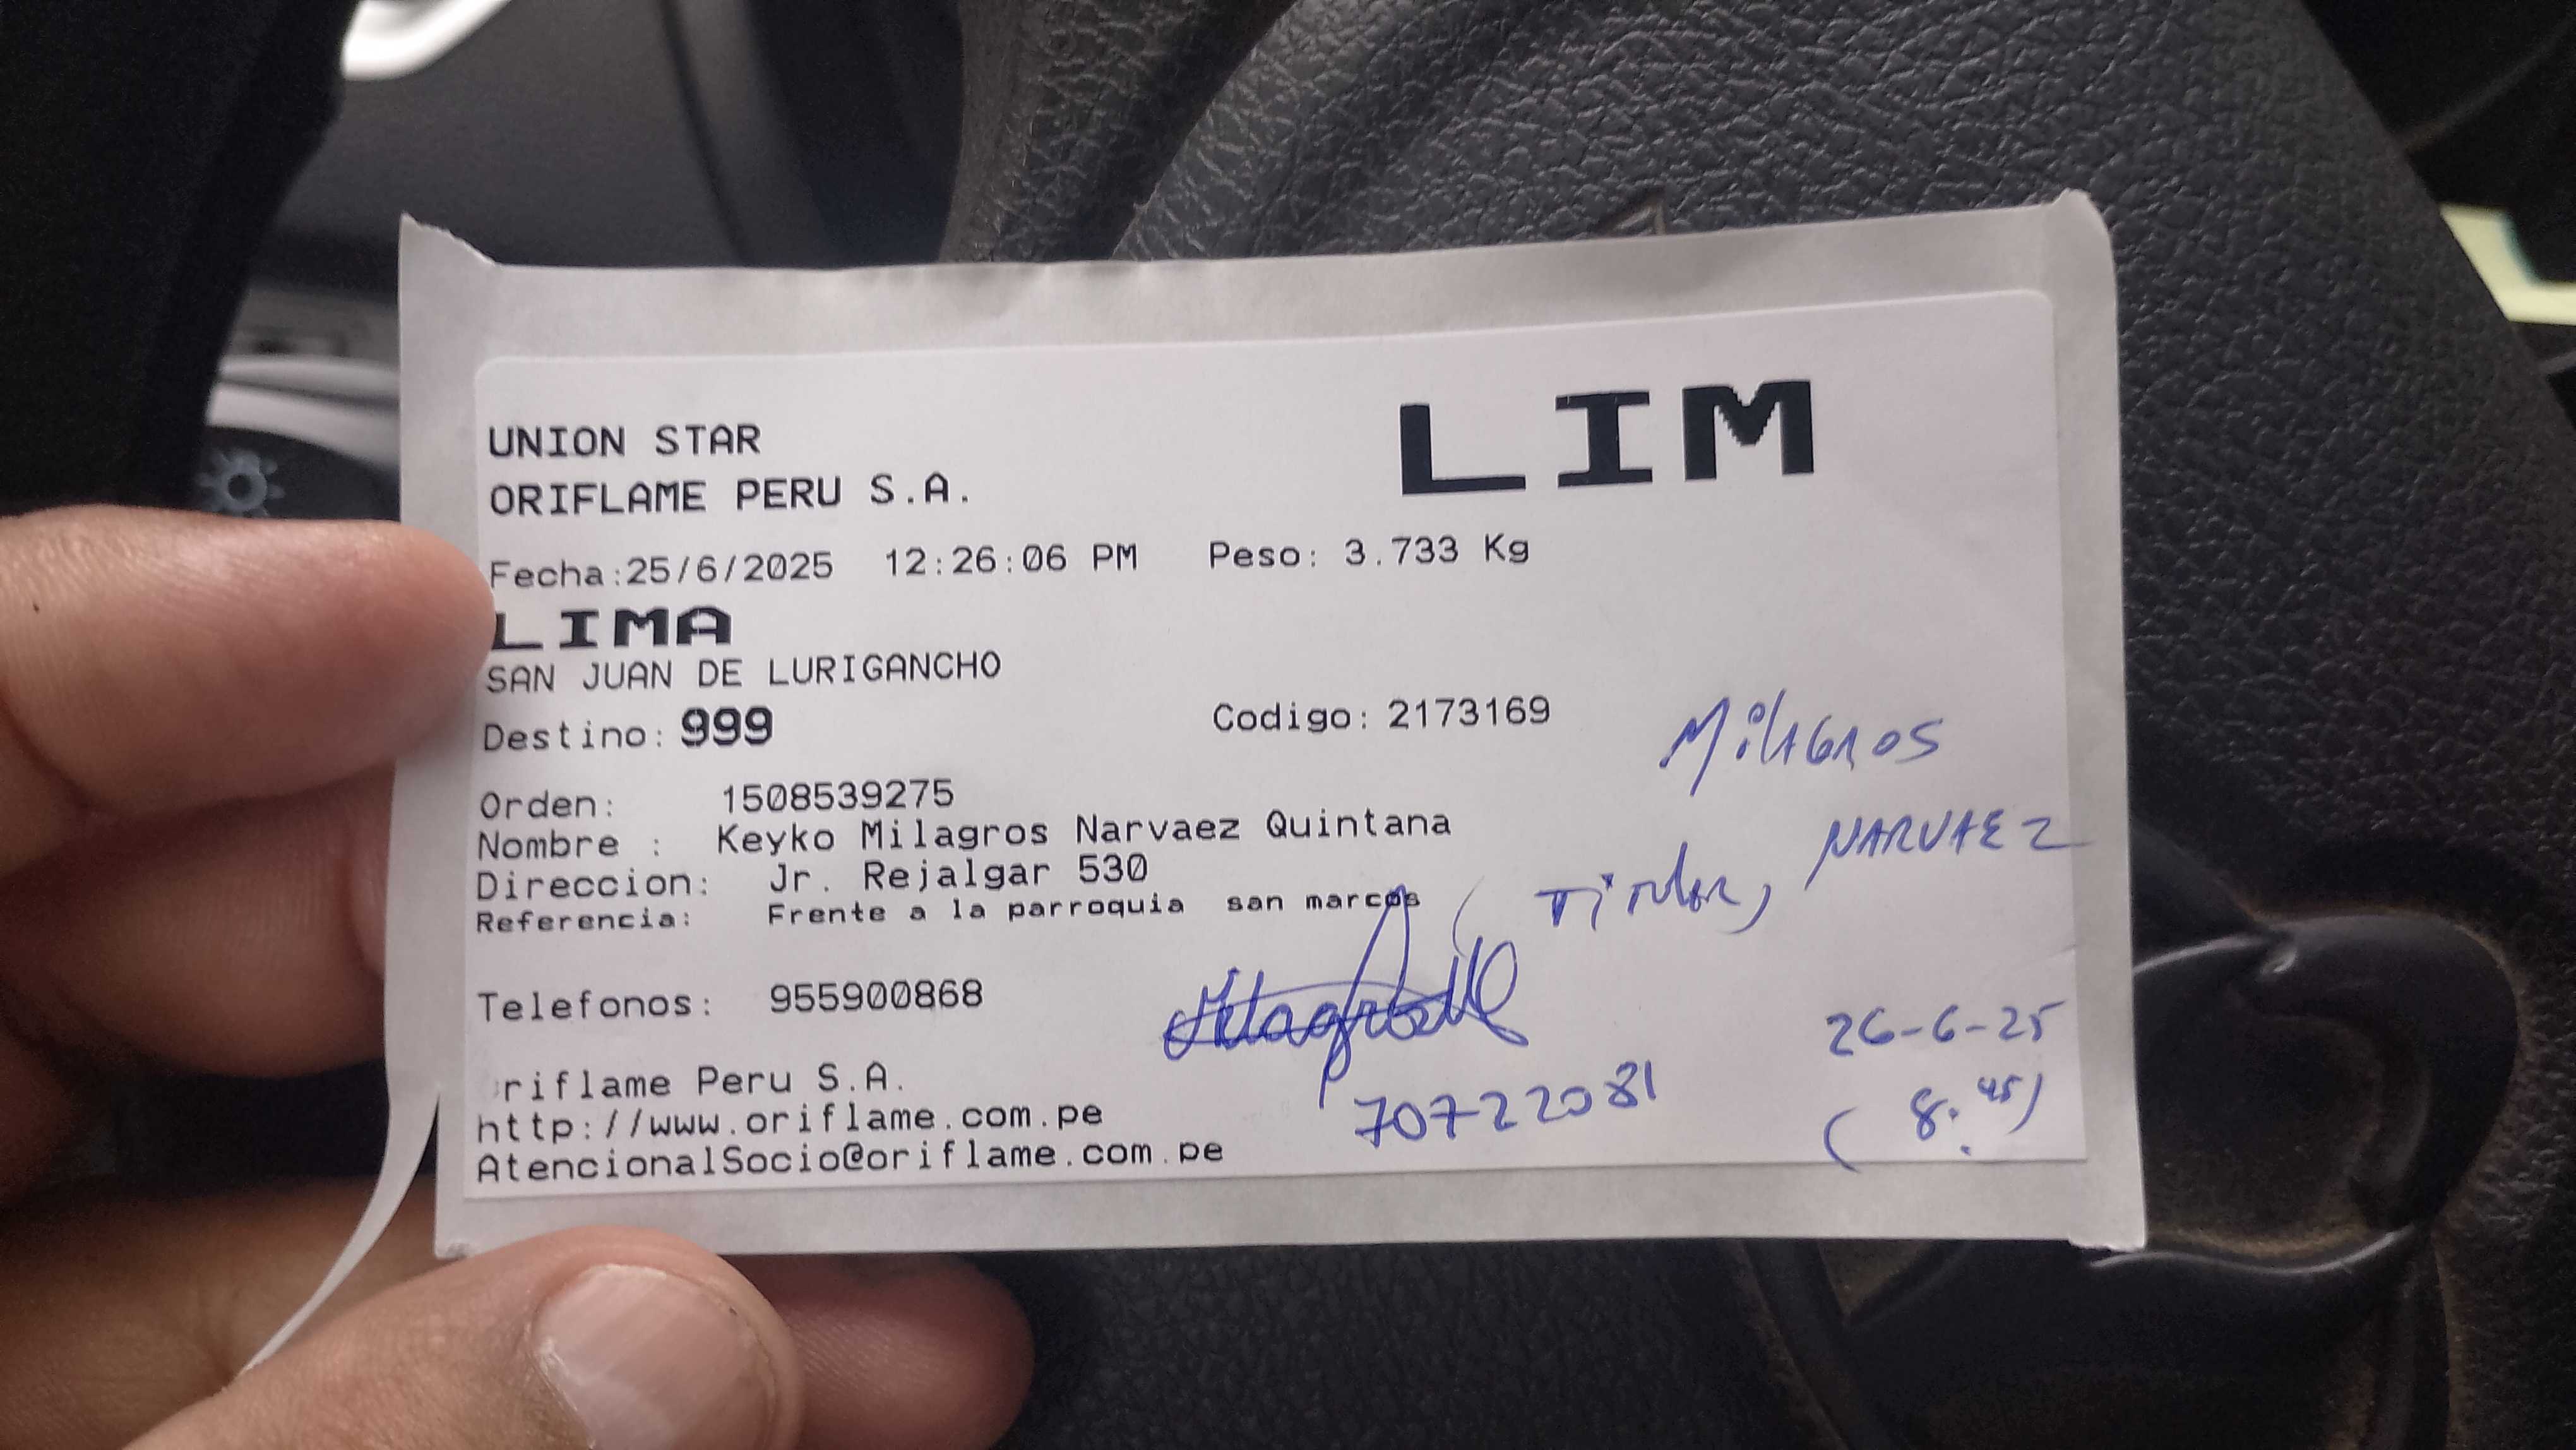 UNION STAR
ORIFLAME PERU S.A.
LIM
Fecha:25/6/2025 12:26:06 PM Peso: 3.733 Kg
LIMA
SAN JUAN DE LURIGANCHO
Destino: 999
Codigo: 2173169
Orden: 1508539275
Nombre : Keyko Milagros Narvaez Quintana
Direccion: Jr. Rejalgar 530
Referencia: Frente a la parroquia san marcos
Telefonos: 955900868
riflame Peru S.A.
http://www.oriflame.com.pe
AtencionalSocio@oriflame.com.pe
MilAGROS
NARVAEZ
(Titular)
70722081
26-6-25
(8:45)